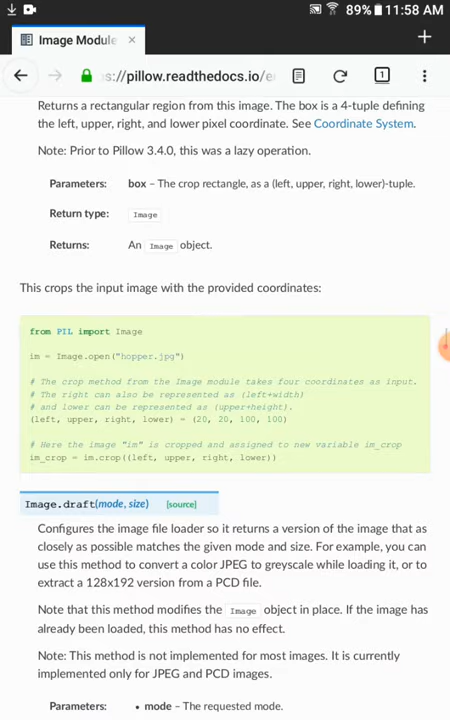 89% 11:58 AM
Image Module
s://pillow.readthedocs.io/e
1
Returns a rectangular region from this image. The box is a 4-tuple defining
the left, upper, right, and lower pixel coordinate. See Coordinate System.
Note: Prior to Pillow 3.4.0, this was a lazy operation.
Parameters: box – The crop rectangle, as a (left, upper, right, lower)-tuple.
Return type: Image
Returns: An Image object.
This crops the input image with the provided coordinates:
from PIL import Image
im = Image.open("hopper.jpg")
# The crop method from the Image module takes four coordinates as input.
# The right can also be represented as (left+width)
# and lower can be represented as (upper+height).
(left, upper, right, lower) = (20, 20, 100, 100)
# Here the image "im" is cropped and assigned to new variable im_crop
im_crop = im.crop((left, upper, right, lower))
Image.draft(mode, size) [source]
Configures the image file loader so it returns a version of the image that as
closely as possible matches the given mode and size. For example, you can
use this method to convert a color JPEG to greyscale while loading it, or to
extract a 128x192 version from a PCD file.
Note that this method modifies the Image object in place. If the image has
already been loaded, this method has no effect.
Note: This method is not implemented for most images. It is currently
implemented only for JPEG and PCD images.
Parameters: • mode – The requested mode.